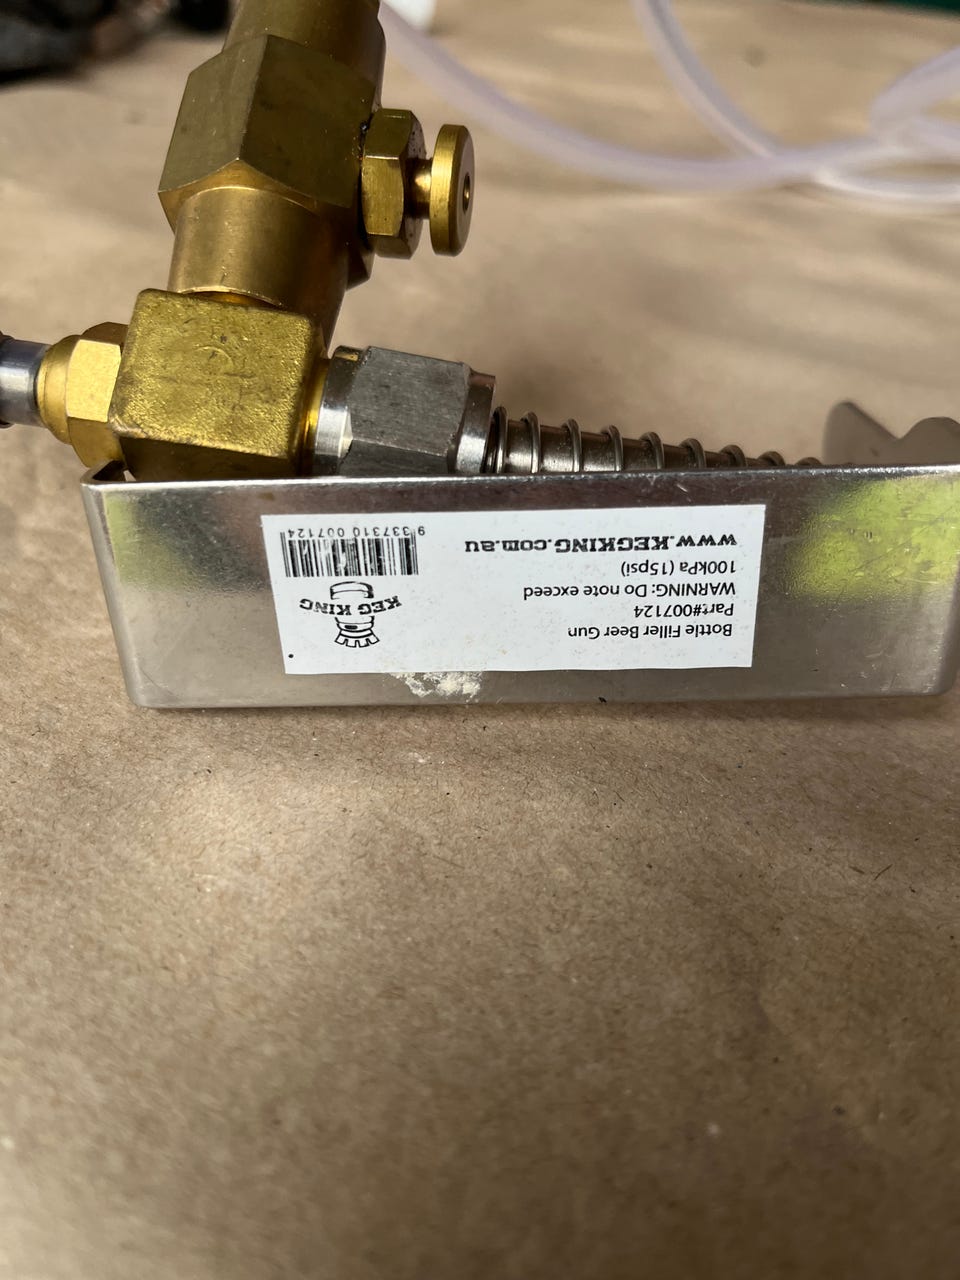 Bottle Filler Beer Gun
Part#007124
WARNING: Do note exceed
100kPa (15psi)
www.KEGKING.com.au
KEG KING
9 337310 007124